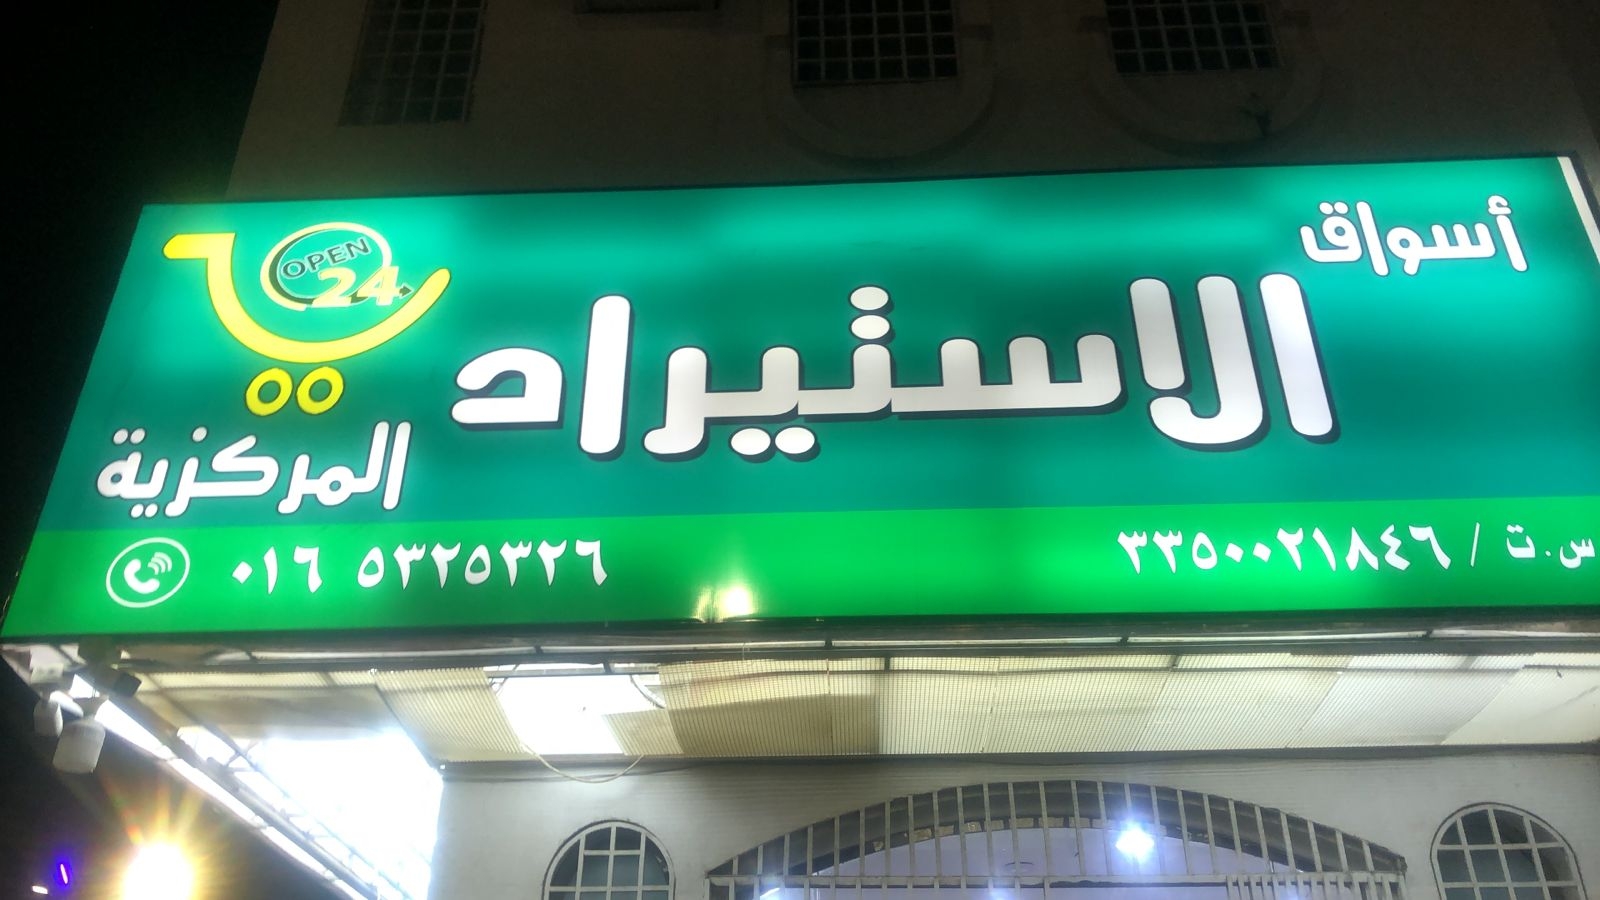 أسواق
الاستيراد
المركزية
OPEN
24
س.ت / ٣٣٥٠٠٢١٨٤٦
٠١٦ ٥٣٢٥٣٢٦